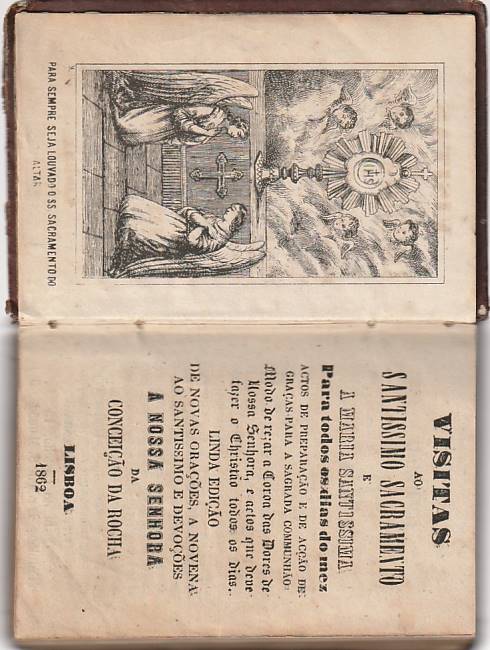 PARA SEMPRE SEJA LOUVADO O SS. SACRAMENTO DO
ALTAR
VISITAS
AO
SANTISSIMO SACRAMENTO
E
A MARIA SANTISSIMA
Para todos os dias do mez
ACTOS DE PREPARAÇÃO E DE ACÇÃO DE
GRAÇAS PARA A SAGRADA COMMUNHÃO:
Modo de rezar a Coroa das Dores de
Nossa Senhora, e actos que deve
fazer o Christão todos os dias.
LINDA EDIÇÃO
DE NOVAS ORAÇÕES, A NOVENA
AO SANTISSIMO E DEVOÇÕES
A NOSSA SENHORA
DA
CONCEIÇÃO DA ROCHA
LISBOA
1862